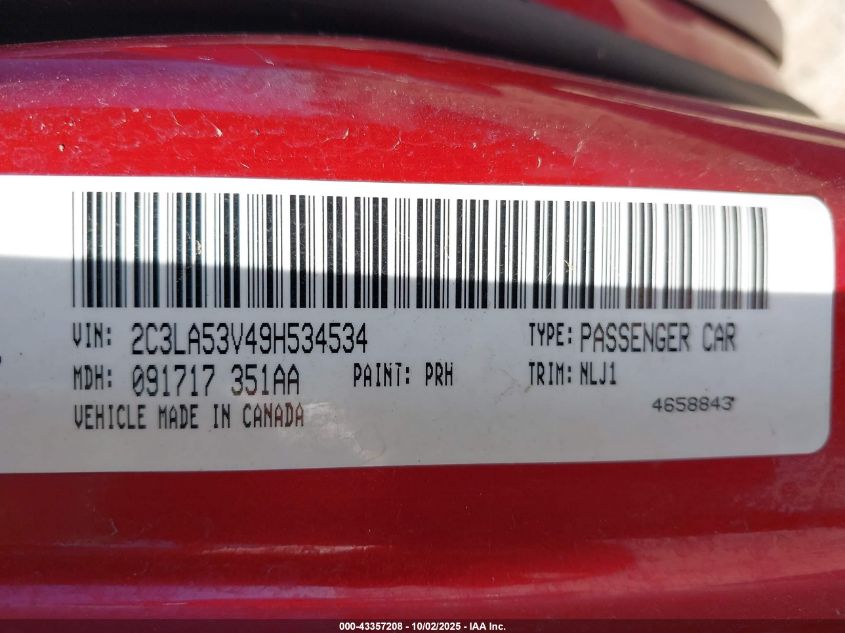 VIN: 2C3LA53V49H534534 TYPE: PASSENGER CAR
MDH: 091717 351AA PAINT: PRH TRIM: NLJ1
VEHICLE MADE IN CANADA 4658843
000-43357208 - 10/02/2025 - IAA Inc.